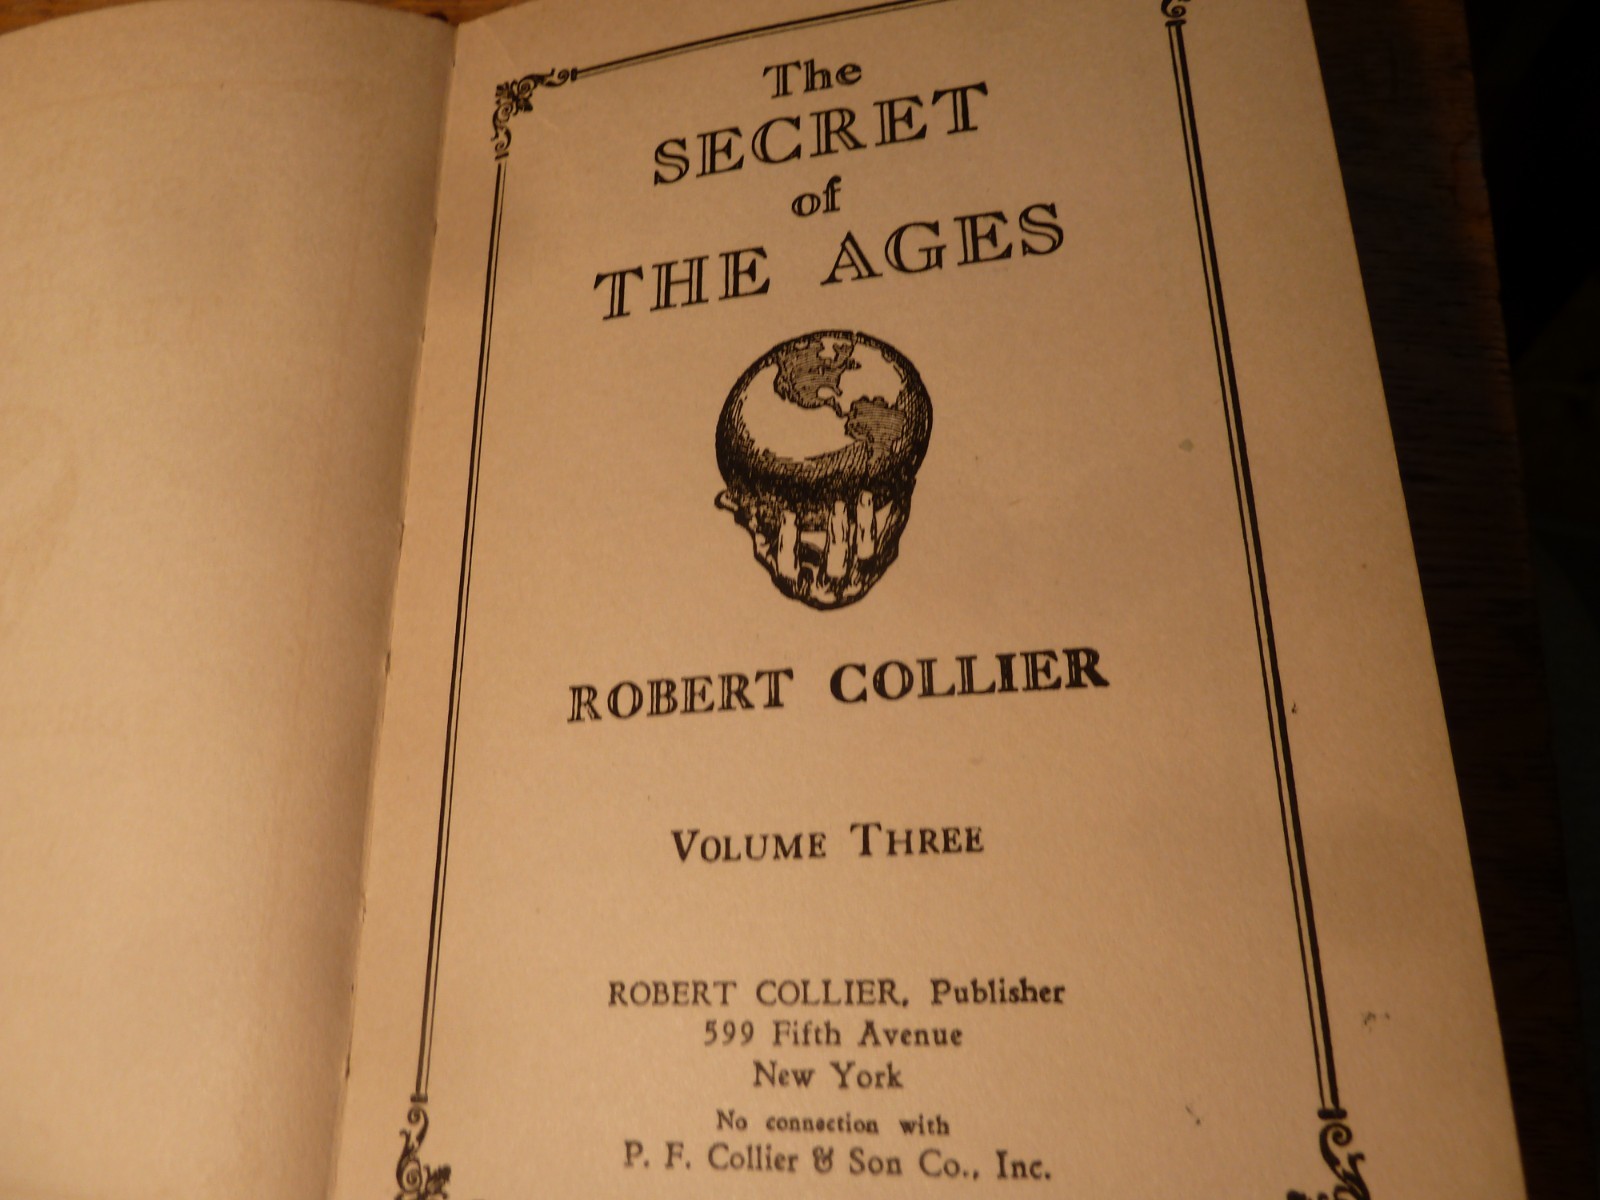 The
SECRET
of
THE AGES
ROBERT COLLIER
VOLUME THREE
ROBERT COLLIER, Publisher
599 Fifth Avenue
New York
No connection with
P. F. Collier & Son Co., Inc.